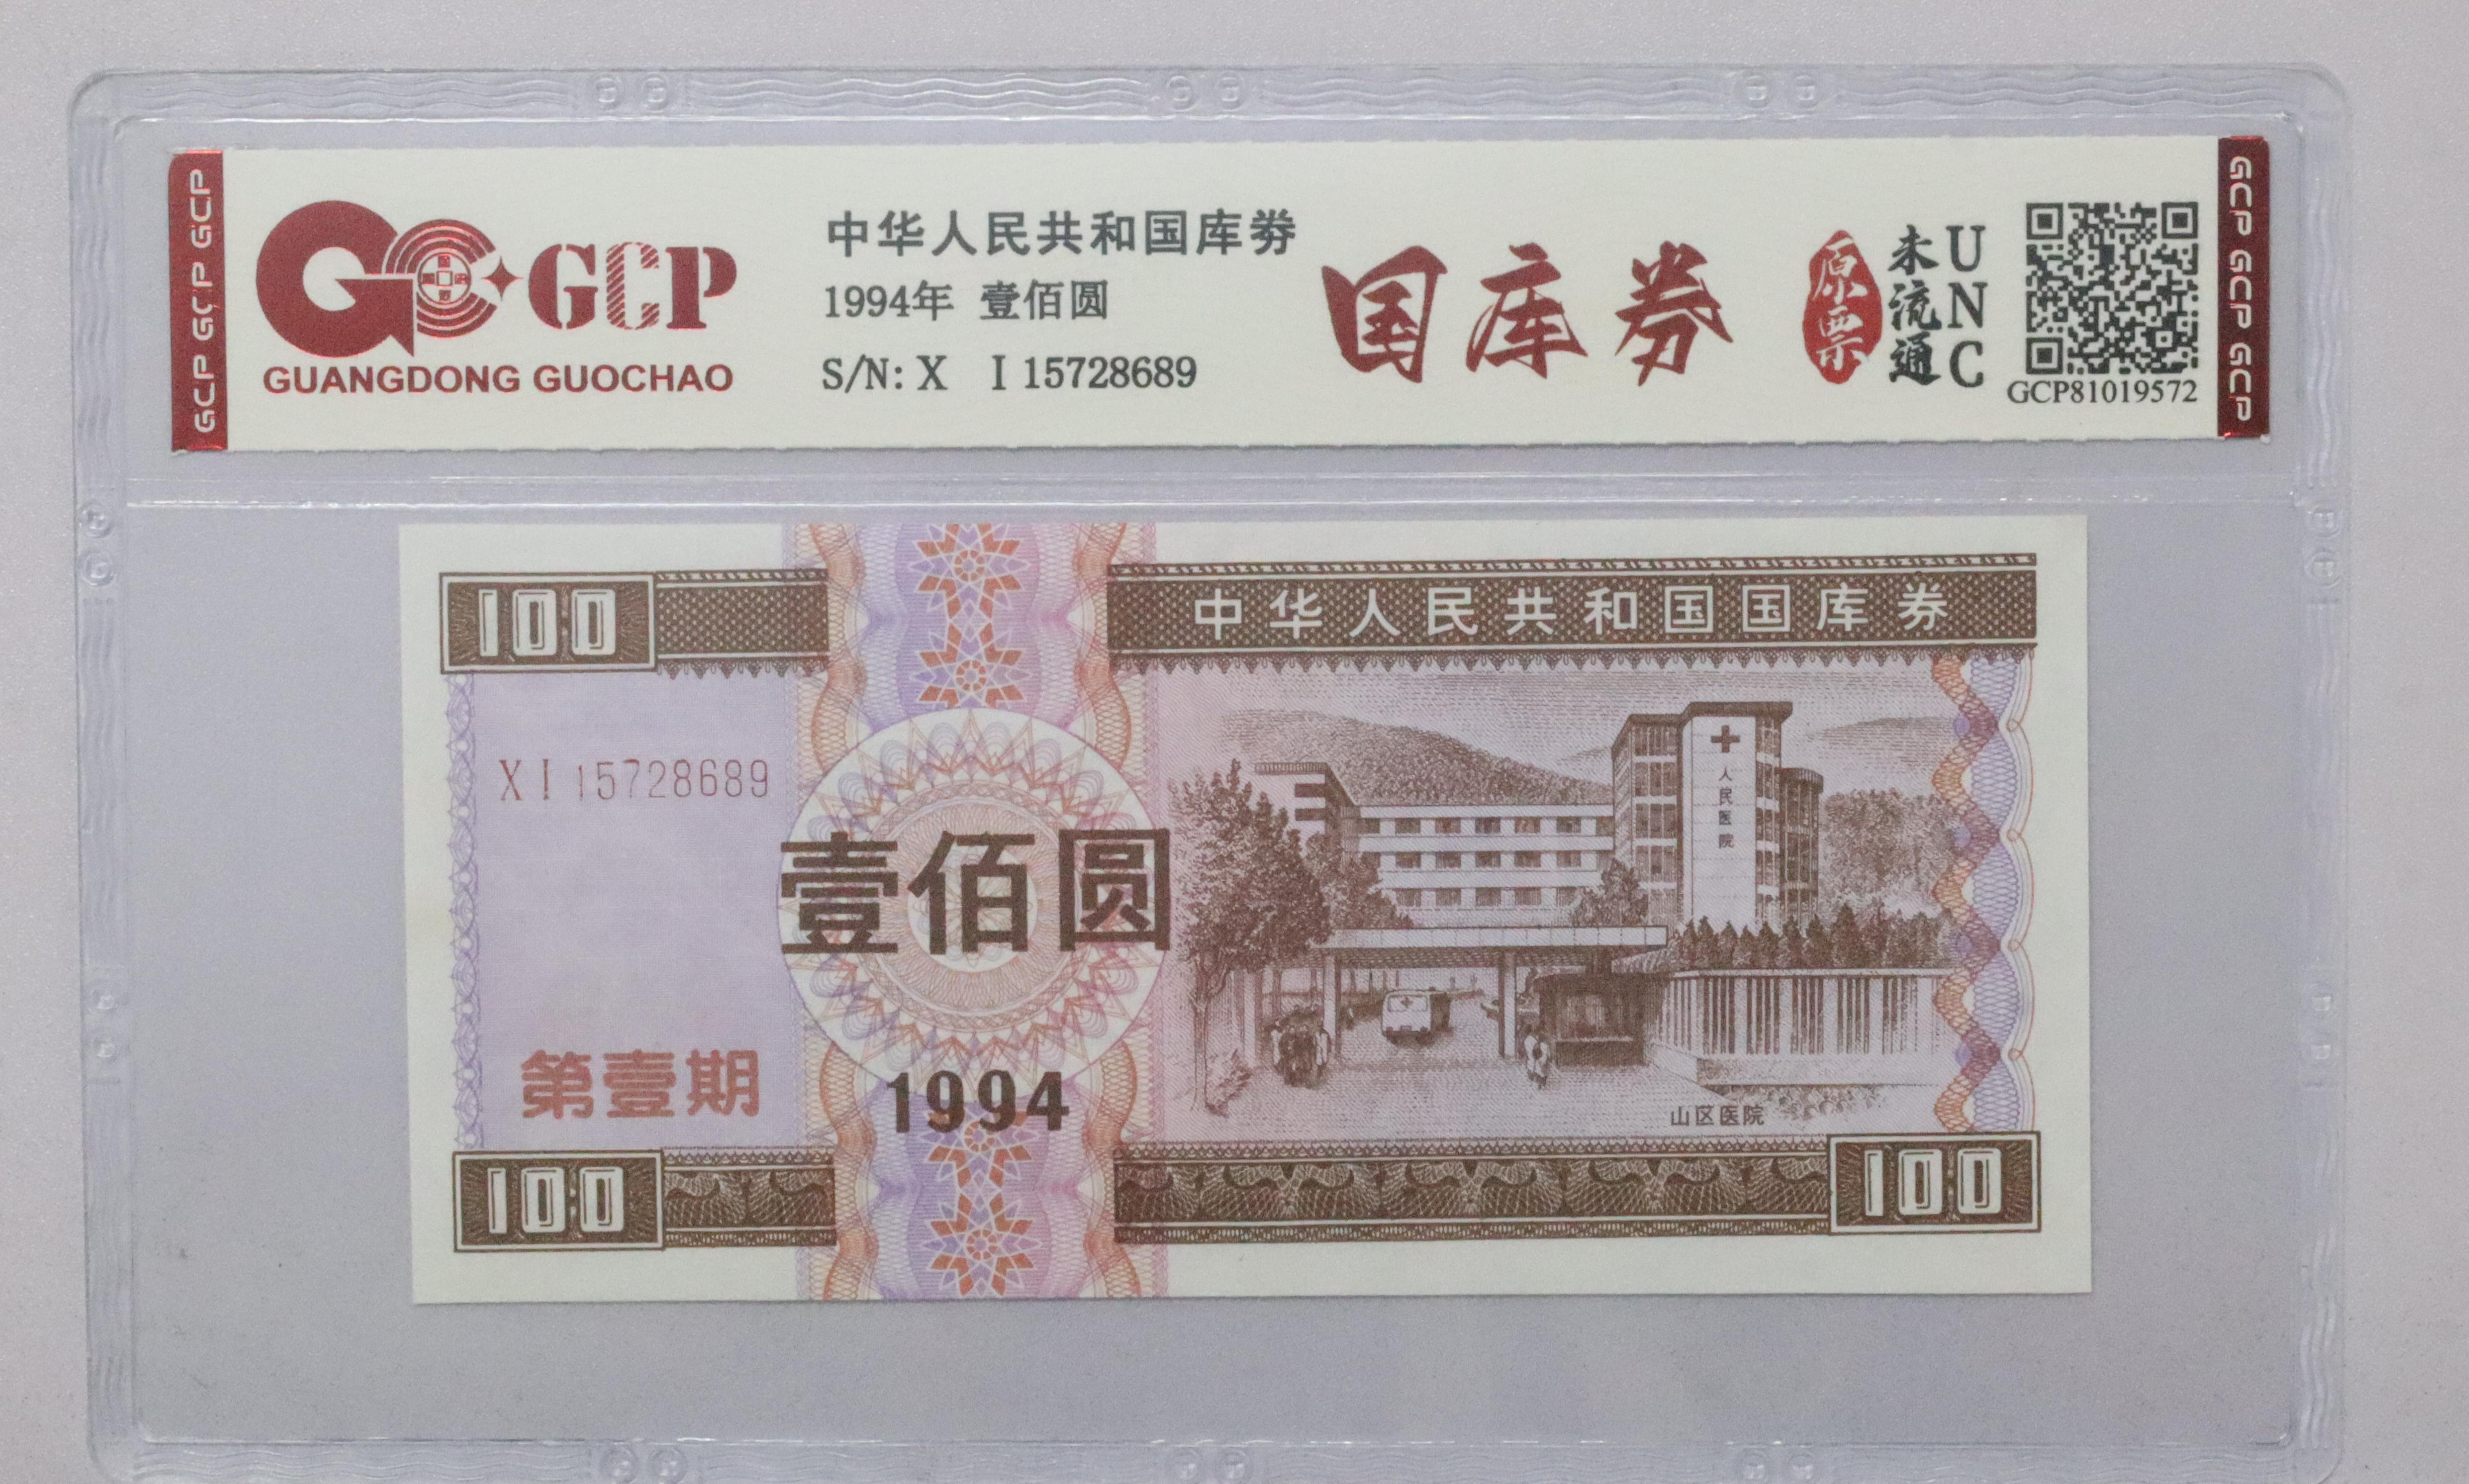 GCP GCP GCP
GCP
GUANGDONG GUOCHAO
中华人民共和国库券
1994年 壹佰圆
S/N: X I 15728689
国库券
原票
未流通
UNC
GCP81019572
GCP GCP GCP
100
中华人民共和国国库券
XI 15728689
人民医院
壹佰圆
第壹期
1994
山区医院
100
100